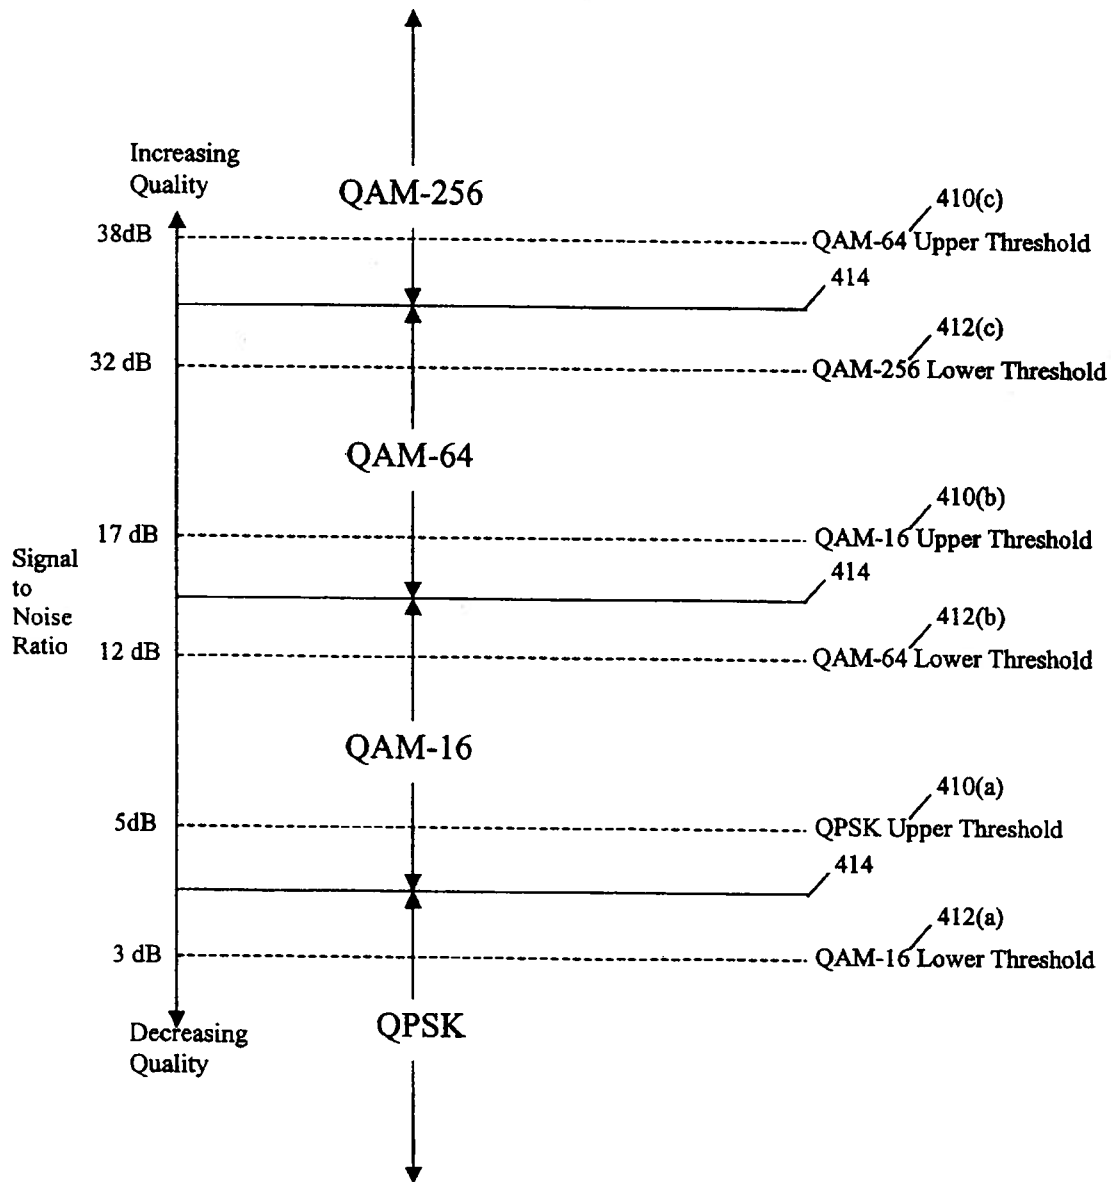 Increasing
Quality
QAM-256
410(c)
38dB
QAM-64 Upper Threshold
414
412(c)
32 dB
QAM-256 Lower Threshold
QAM-64
410(b)
17 dB
QAM-16 Upper Threshold
Signal
to
Noise
Ratio
414
412(b)
12 dB
QAM-64 Lower Threshold
QAM-16
410(a)
5dB
QPSK Upper Threshold
414
412(a)
3 dB
QAM-16 Lower Threshold
QPSK
Decreasing
Quality